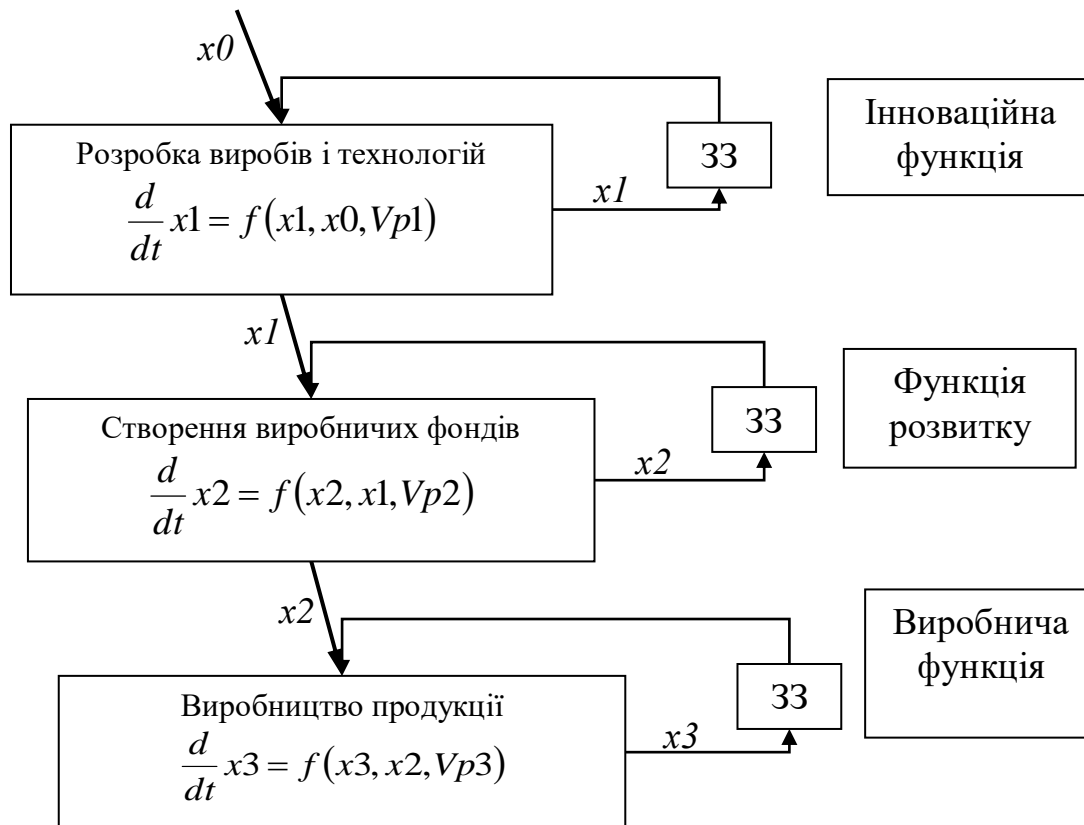 x0
Розробка виробів і технологій
d/dt x1 = f(x1, x0, Vp1)
x1
ЗЗ
Інноваційна
функція
x1
Створення виробничих фондів
d/dt x2 = f(x2, x1, Vp2)
x2
ЗЗ
Функція
розвитку
x2
Виробництво продукції
d/dt x3 = f(x3, x2, Vp3)
x3
ЗЗ
Виробнича
функція